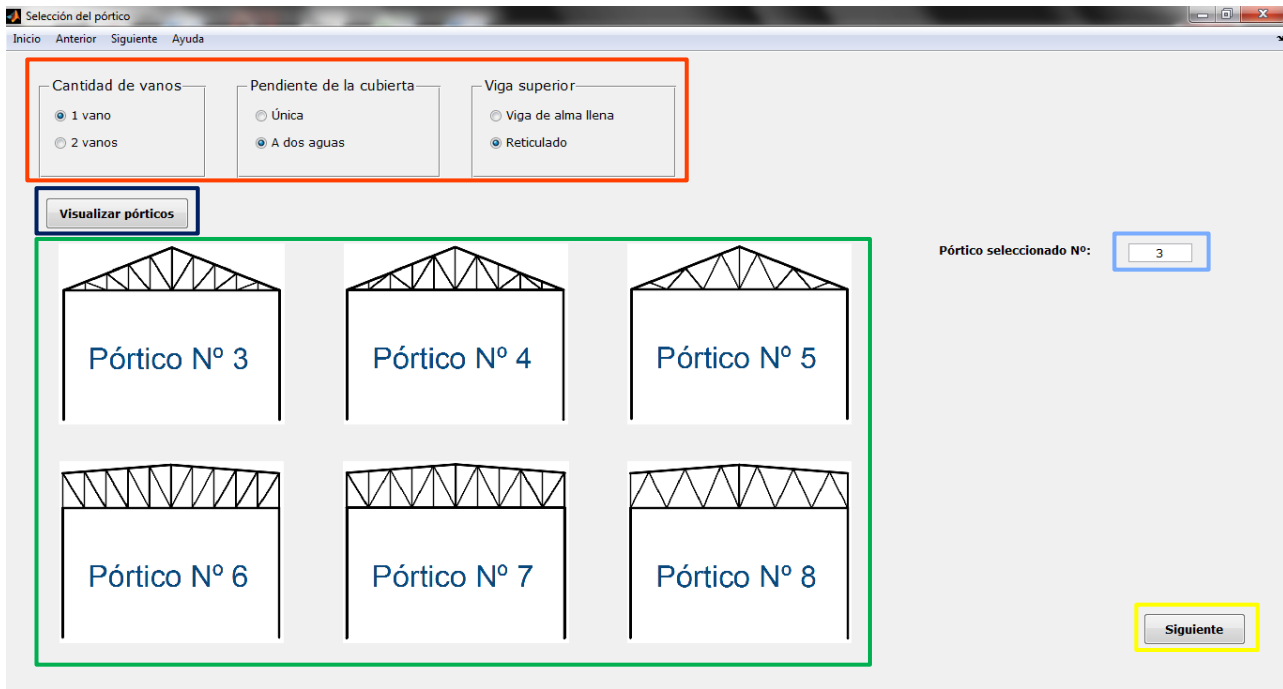 Selección del pórtico
Inicio Anterior Siguiente Ayuda
Cantidad de vanos
1 vano
2 vanos
Pendiente de la cubierta
Única
A dos aguas
Viga superior
Viga de alma llena
Reticulado
Visualizar pórticos
Pórtico seleccionado Nº: 3
Pórtico Nº 3
Pórtico Nº 4
Pórtico Nº 5
Pórtico Nº 6
Pórtico Nº 7
Pórtico Nº 8
Siguiente